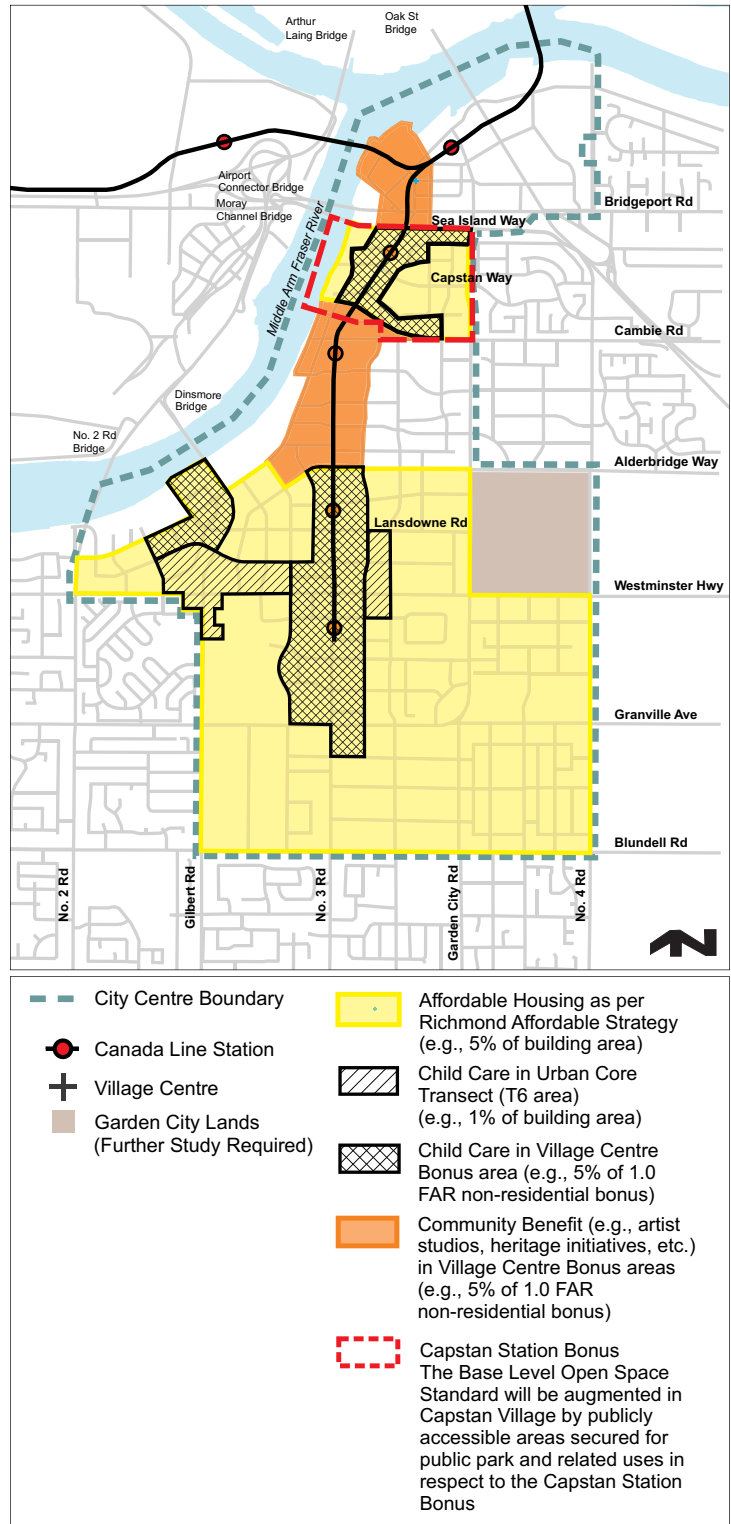 Arthur
Laing Bridge
Oak St
Bridge
Airport
Connector Bridge
Moray
Channel Bridge
Bridgeport Rd
Sea Island Way
Middle Arm Fraser River
Capstan Way
Cambie Rd
Dinsmore
Bridge
No. 2 Rd
Bridge
Alderbridge Way
Lansdowne Rd
Westminster Hwy
Granville Ave
Blundell Rd
No. 2 Rd
Gilbert Rd
No. 3 Rd
Garden City Rd
No. 4 Rd
N
City Centre Boundary
Canada Line Station
Village Centre
Garden City Lands
(Further Study Required)
Affordable Housing as per
Richmond Affordable Strategy
(e.g., 5% of building area)
Child Care in Urban Core
Transect (T6 area)
(e.g., 1% of building area)
Child Care in Village Centre
Bonus area (e.g., 5% of 1.0
FAR non-residential bonus)
Community Benefit (e.g., artist
studios, heritage initiatives, etc.)
in Village Centre Bonus areas
(e.g., 5% of 1.0 FAR
non-residential bonus)
Capstan Station Bonus
The Base Level Open Space
Standard will be augmented in
Capstan Village by publicly
accessible areas secured for
public park and related uses in
respect to the Capstan Station
Bonus